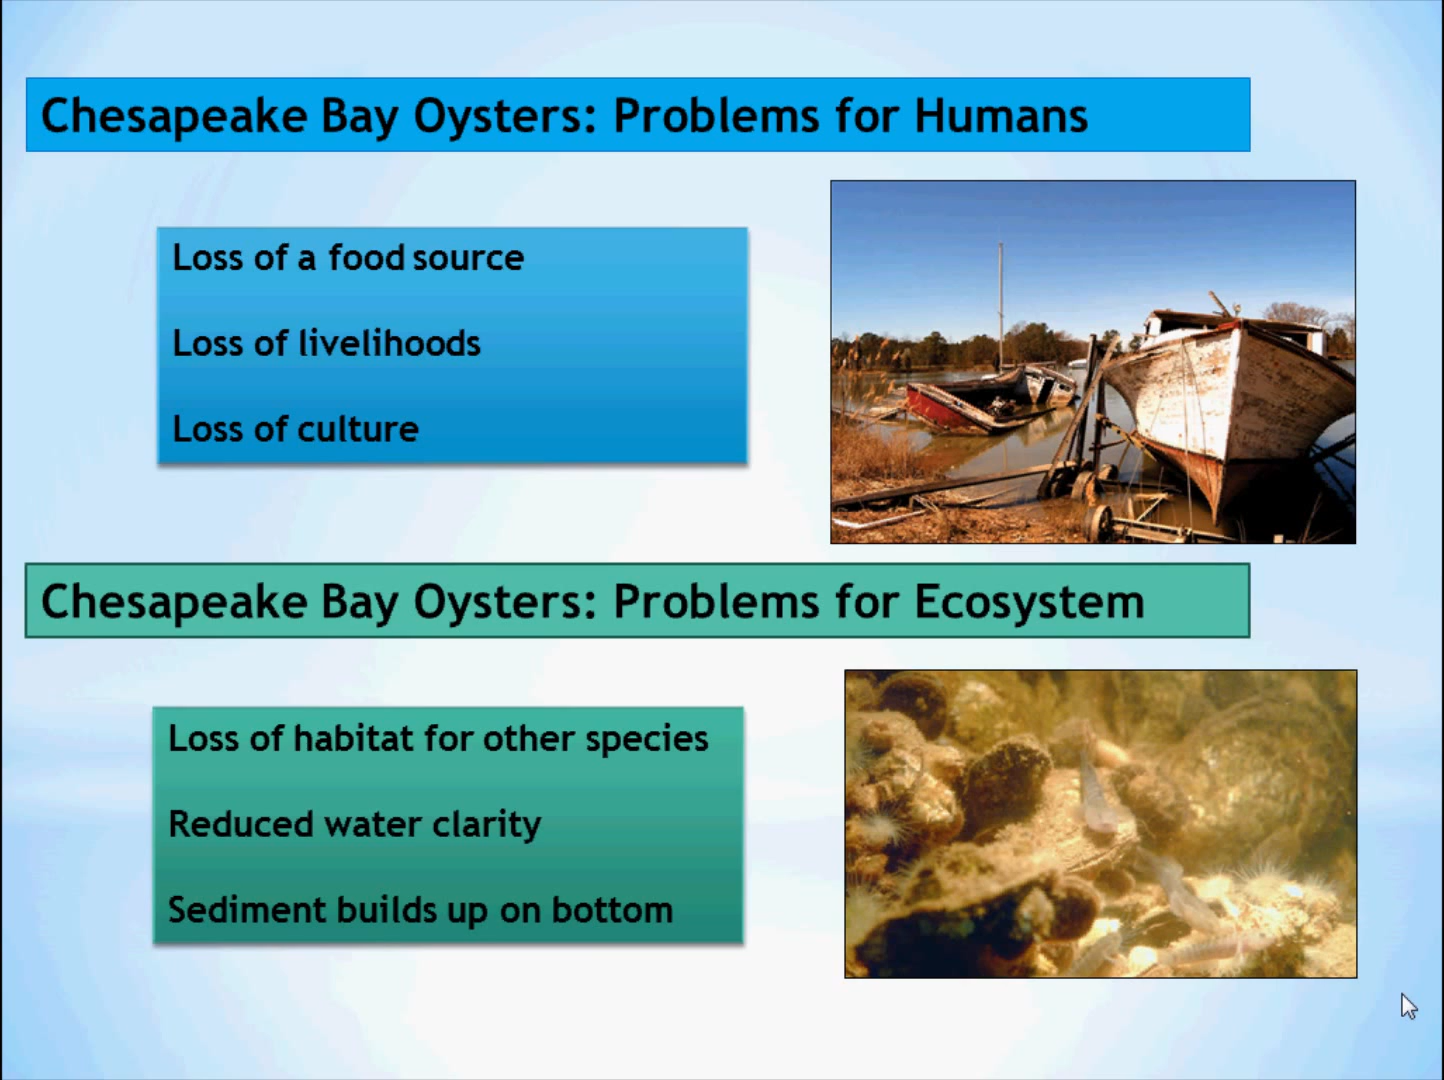 Chesapeake Bay Oysters: Problems for Humans
Loss of a food source
Loss of livelihoods
Loss of culture
Chesapeake Bay Oysters: Problems for Ecosystem
Loss of habitat for other species
Reduced water clarity
Sediment builds up on bottom